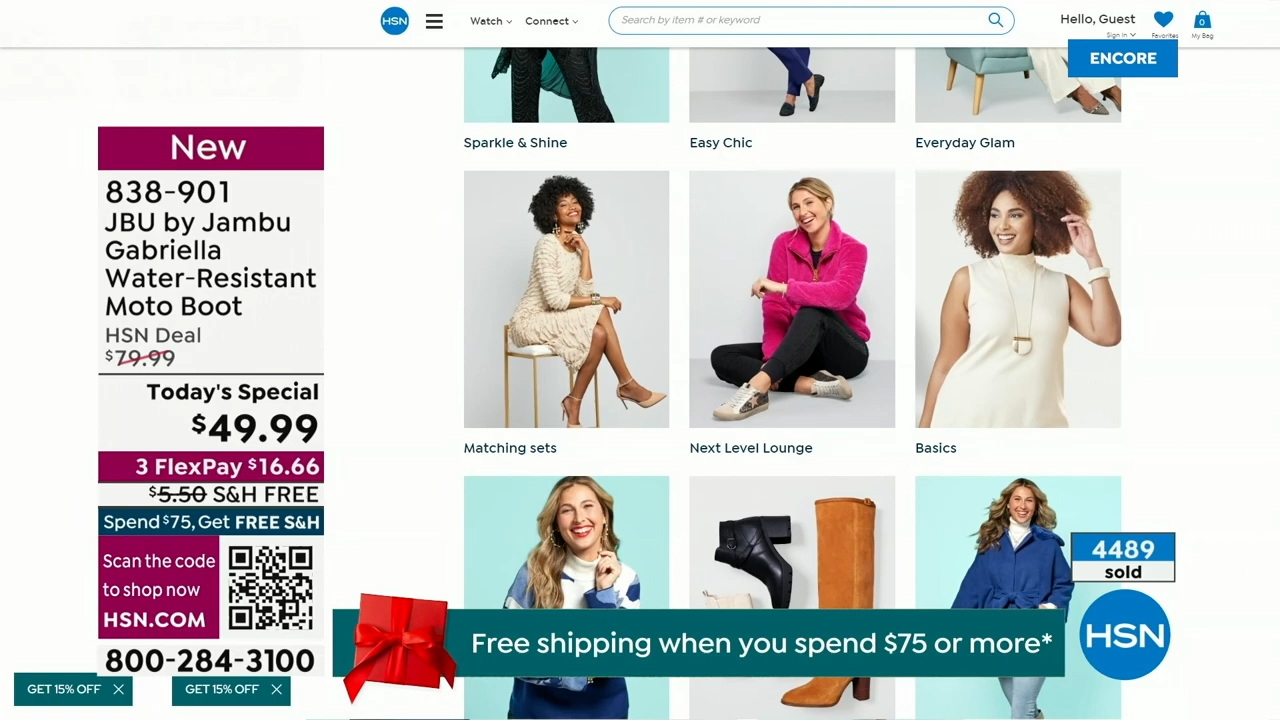 HSN
Watch
Connect
Search by item # or keyword
Hello, Guest
Sign In
Favorites
0
My Bag
ENCORE
Sparkle & Shine
Easy Chic
Everyday Glam
New
838-901
JBU by Jambu
Gabriella
Water-Resistant
Moto Boot
HSN Deal
$79.99
Today's Special
$49.99
3 FlexPay $16.66
$5.50 S&H FREE
Spend $75, Get FREE S&H
Scan the code
to shop now
HSN.COM
800-284-3100
GET 15% OFF
GET 15% OFF
Matching sets
Next Level Lounge
Basics
4489
sold
Free shipping when you spend $75 or more*
HSN